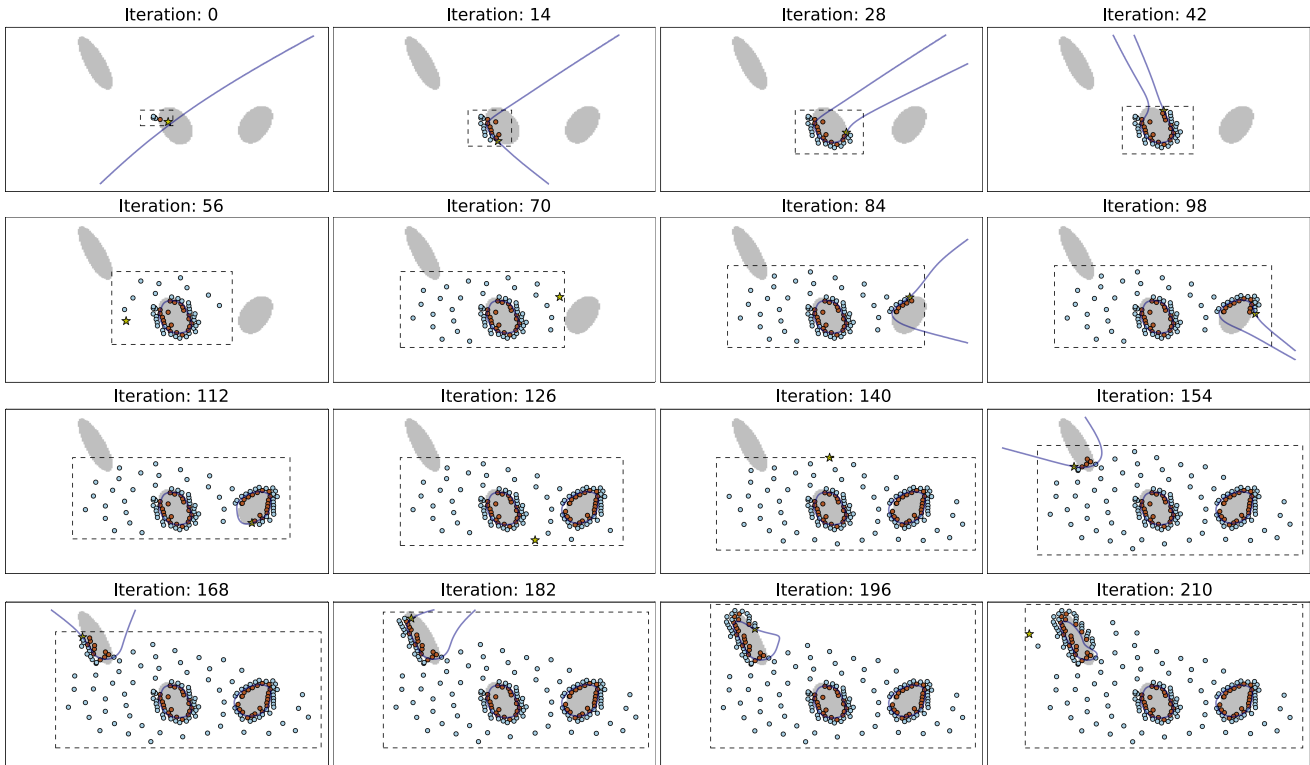 Iteration: 0
Iteration: 14
Iteration: 28
Iteration: 42
Iteration: 56
Iteration: 70
Iteration: 84
Iteration: 98
Iteration: 112
Iteration: 126
Iteration: 140
Iteration: 154
Iteration: 168
Iteration: 182
Iteration: 196
Iteration: 210